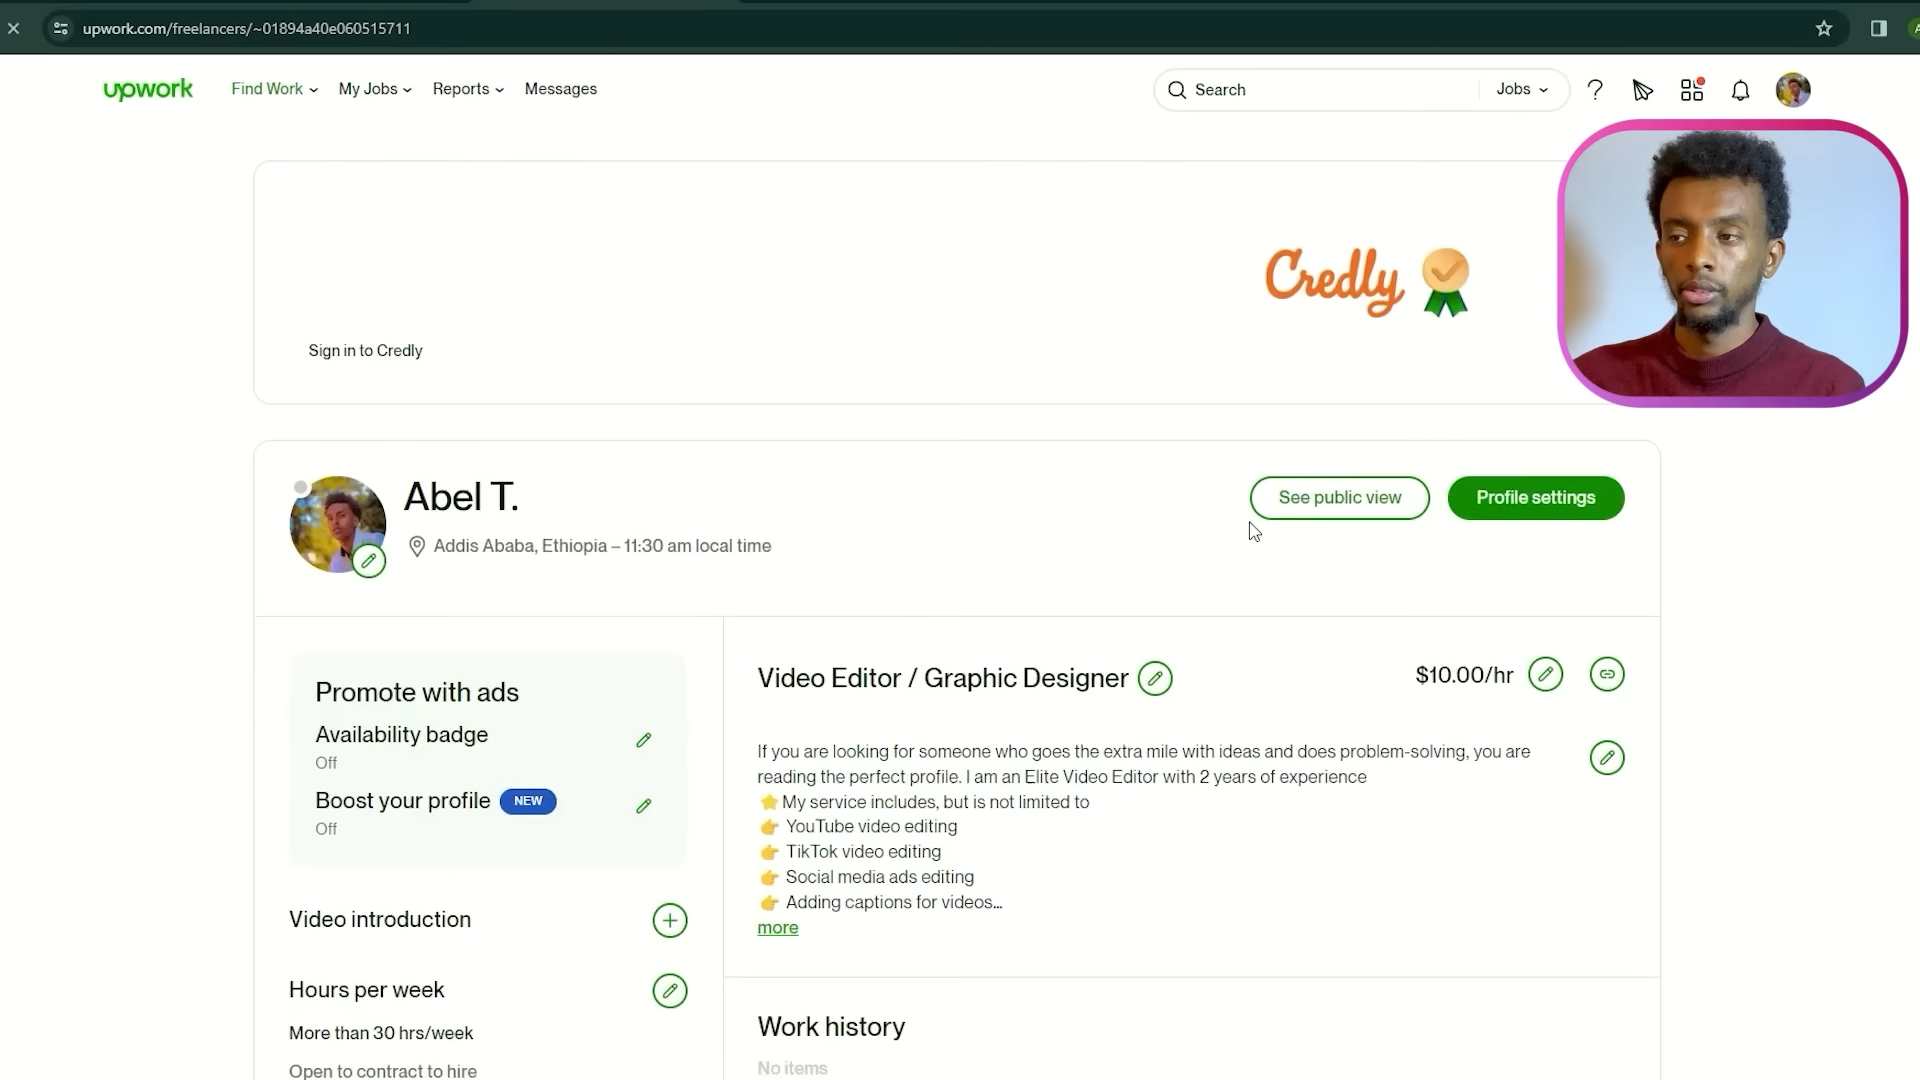 upwork.com/freelancers/~01894a40e060515711
upwork
Find Work
My Jobs
Reports
Messages
Search
Jobs
Credly
Sign in to Credly
Abel T.
Addis Ababa, Ethiopia – 11:30 am local time
See public view
Profile settings
Promote with ads
Availability badge
Off
Boost your profile NEW
Off
Video introduction
Hours per week
More than 30 hrs/week
Open to contract to hire
Video Editor / Graphic Designer
$10.00/hr
If you are looking for someone who goes the extra mile with ideas and does problem-solving, you are
reading the perfect profile. I am an Elite Video Editor with 2 years of experience
⭐ My service includes, but is not limited to
👉 YouTube video editing
👉 TikTok video editing
👉 Social media ads editing
👉 Adding captions for videos...
more
Work history
No items